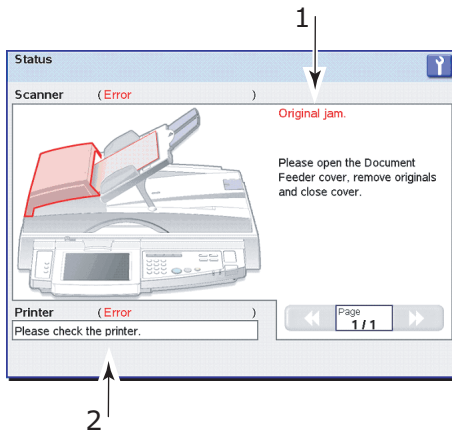 1
Status
Scanner (Error )
Original jam.
Please open the Document
Feeder cover, remove originals
and close cover.
Printer (Error )
Please check the printer.
Page
1/1
2